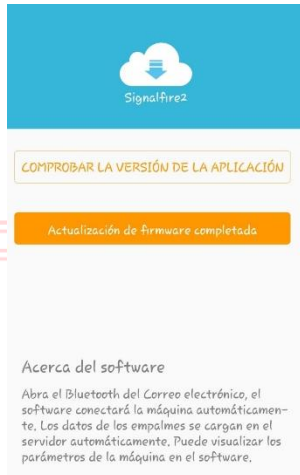 Signalfire2
COMPROBAR LA VERSIÓN DE LA APLICACIÓN
Actualización de firmware completada
Acerca del software
Abra el Bluetooth del Correo electrónico, el
software conectará la máquina automáticamen-
te. Los datos de los empalmes se cargan en el
servidor automáticamente. Puede visualizar los
parámetros de la máquina en el software.